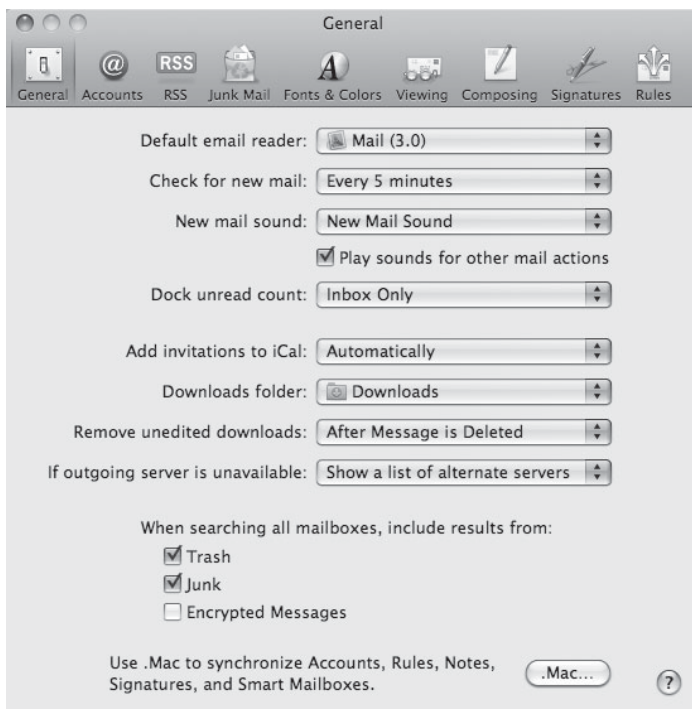 General
RSS
General Accounts RSS Junk Mail Fonts & Colors Viewing Composing Signatures Rules
Default email reader: Mail (3.0)
Check for new mail: Every 5 minutes
New mail sound: New Mail Sound
Play sounds for other mail actions
Dock unread count: Inbox Only
Add invitations to iCal: Automatically
Downloads folder: Downloads
Remove unedited downloads: After Message is Deleted
If outgoing server is unavailable: Show a list of alternate servers
When searching all mailboxes, include results from:
Trash
Junk
Encrypted Messages
Use .Mac to synchronize Accounts, Rules, Notes,
Signatures, and Smart Mailboxes.
.Mac...
?